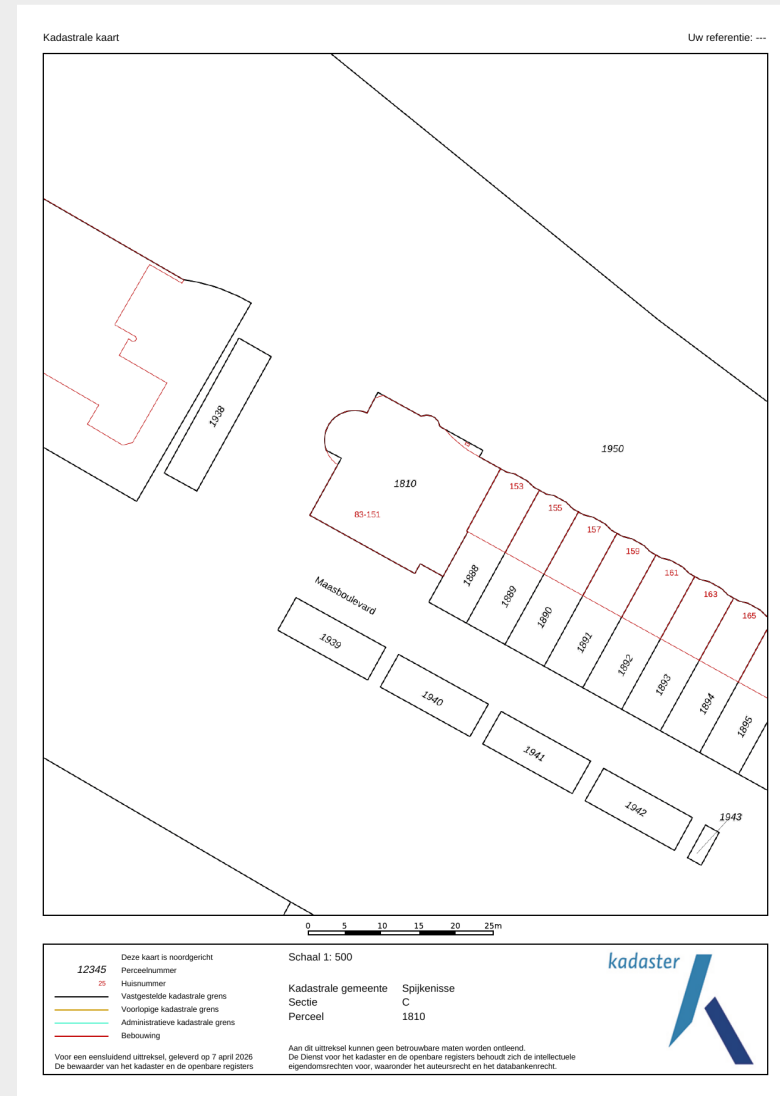 Kadastrale kaart
Uw referentie: ---
1938
1950
1810
83-151
153
155
157
159
161
163
165
Maasboulevard
1888
1889
1890
1891
1892
1893
1894
1895
1939
1940
1941
1942
1943
0 5 10 15 20 25m
Deze kaart is noordgericht
12345 Perceelnummer
25 Huisnummer
Vastgestelde kadastrale grens
Voorlopige kadastrale grens
Administratieve kadastrale grens
Bebouwing
Voor een eensluidend uittreksel, geleverd op 7 april 2026
De bewaarder van het kadaster en de openbare registers
Schaal 1: 500
Kadastrale gemeente Spijkenisse
Sectie C
Perceel 1810
Aan dit uittreksel kunnen geen betrouwbare maten worden ontleend.
De Dienst voor het kadaster en de openbare registers behoudt zich de intellectuele
eigendomsrechten voor, waaronder het auteursrecht en het databankenrecht.
kadaster